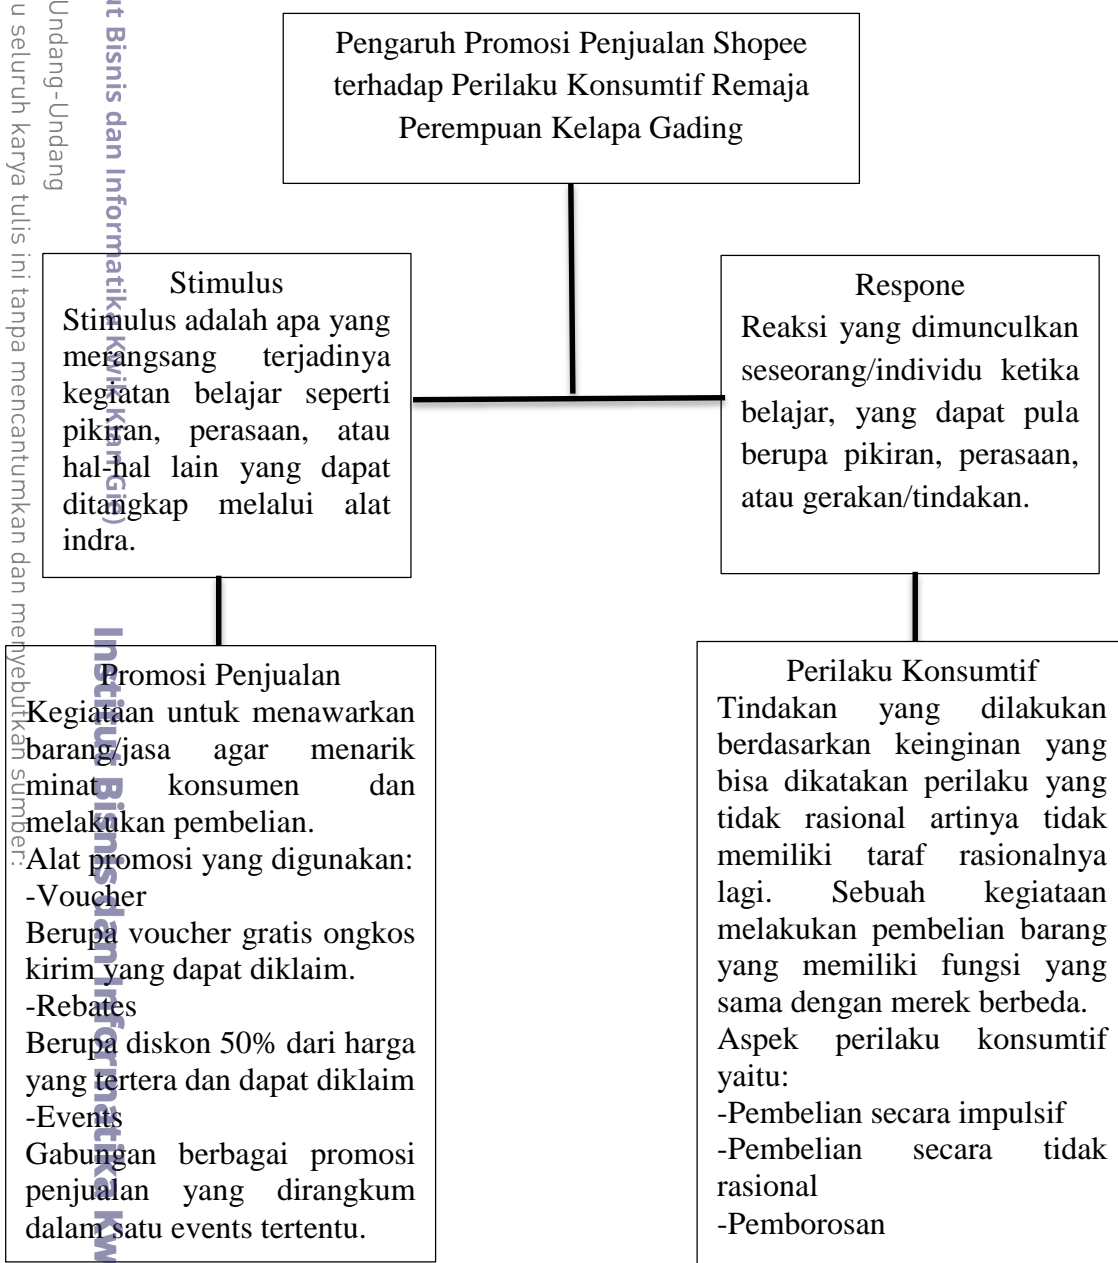 Pengaruh Promosi Penjualan Shopee
terhadap Perilaku Konsumtif Remaja
Perempuan Kelapa Gading
Stimulus
Stimulus adalah apa yang
merangsang terjadinya
kegiatan belajar seperti
pikiran, perasaan, atau
hal-hal lain yang dapat
ditangkap melalui alat
indra.
Respone
Reaksi yang dimunculkan
seseorang/individu ketika
belajar, yang dapat pula
berupa pikiran, perasaan,
atau gerakan/tindakan.
Promosi Penjualan
Kegiataan untuk menawarkan
barang/jasa agar menarik
minat konsumen dan
melakukan pembelian.
Alat promosi yang digunakan:
-Voucher
Berupa voucher gratis ongkos
kirim yang dapat diklaim.
-Rebates
Berupa diskon 50% dari harga
yang tertera dan dapat diklaim
-Events
Gabungan berbagai promosi
penjualan yang dirangkum
dalam satu events tertentu.
Perilaku Konsumtif
Tindakan yang dilakukan
berdasarkan keinginan yang
bisa dikatakan perilaku yang
tidak rasional artinya tidak
memiliki taraf rasionalnya
lagi. Sebuah kegiataan
melakukan pembelian barang
yang memiliki fungsi yang
sama dengan merek berbeda.
Aspek perilaku konsumtif
yaitu:
-Pembelian secara impulsif
-Pembelian secara tidak
rasional
-Pemborosan
ut Bisnis dan Informatika Kwik Kian Gie)
Undang-Undang
u seluruh karya tulis ini tanpa mencantumkan dan menyebutkan sumber:
Institut Bisnis dan Informatika Kw